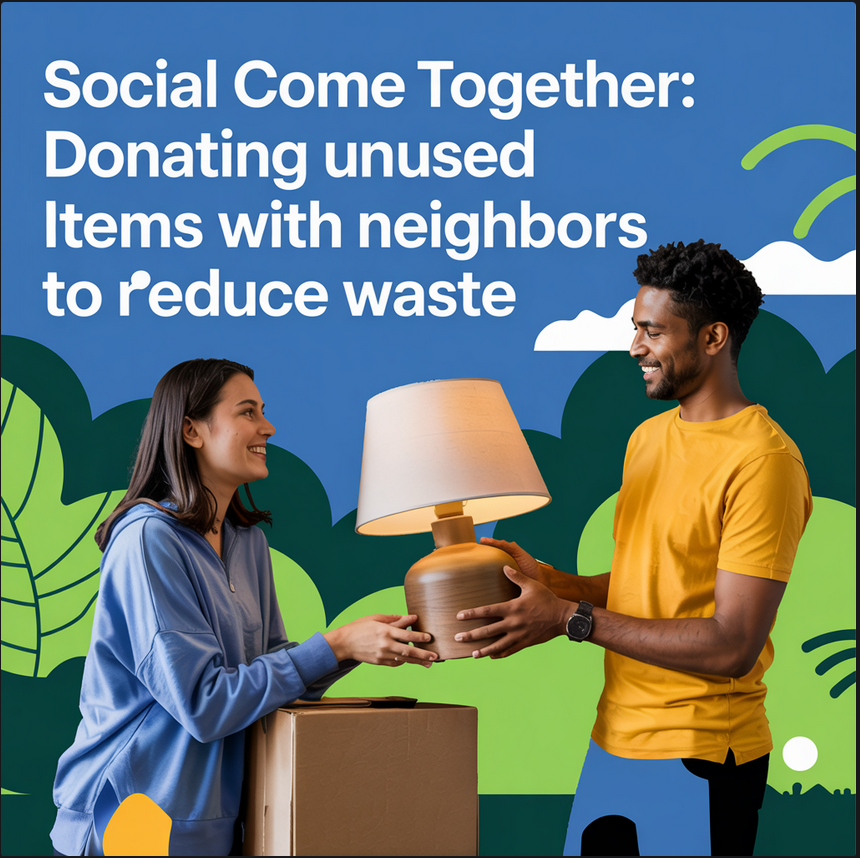 Social Come Together:
Donating unused
Items with neighbors
to reduce waste